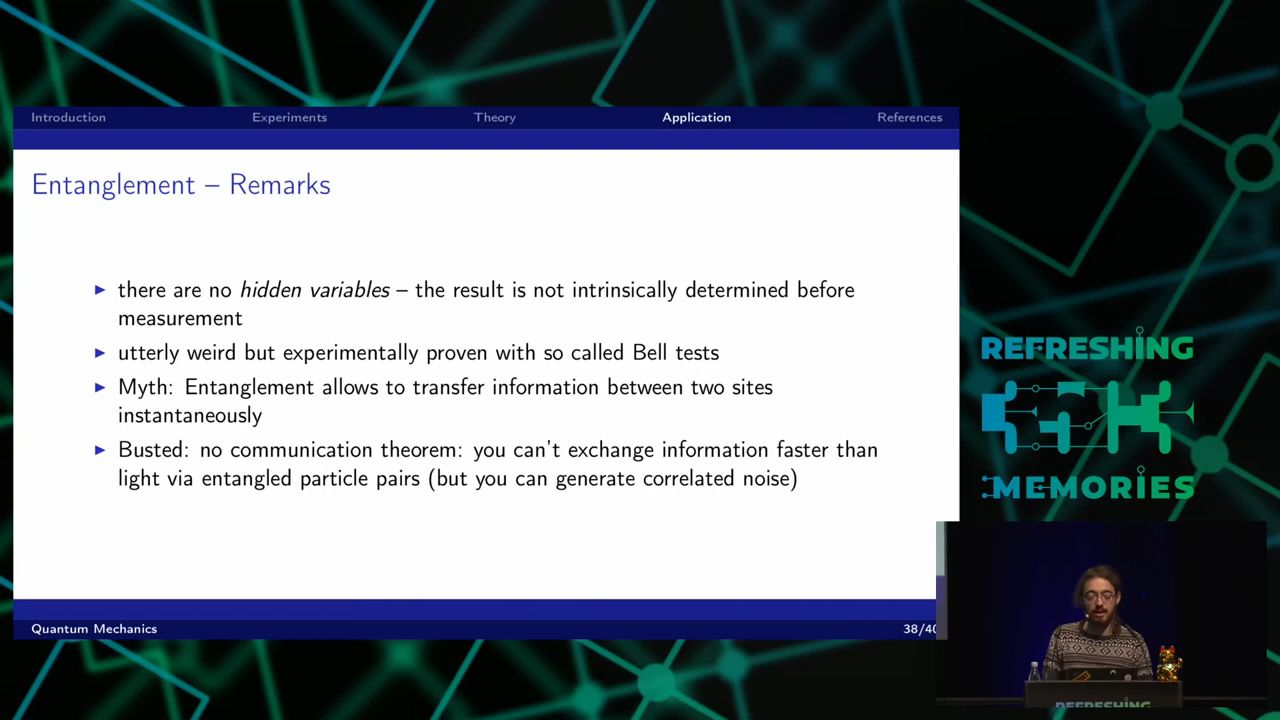 Introduction Experiments Theory Application References
Entanglement – Remarks
there are no hidden variables – the result is not intrinsically determined before
measurement
utterly weird but experimentally proven with so called Bell tests
Myth: Entanglement allows to transfer information between two sites
instantaneously
Busted: no communication theorem: you can't exchange information faster than
light via entangled particle pairs (but you can generate correlated noise)
Quantum Mechanics 38/40
REFRESHING
MEMORIES
REFRESHING